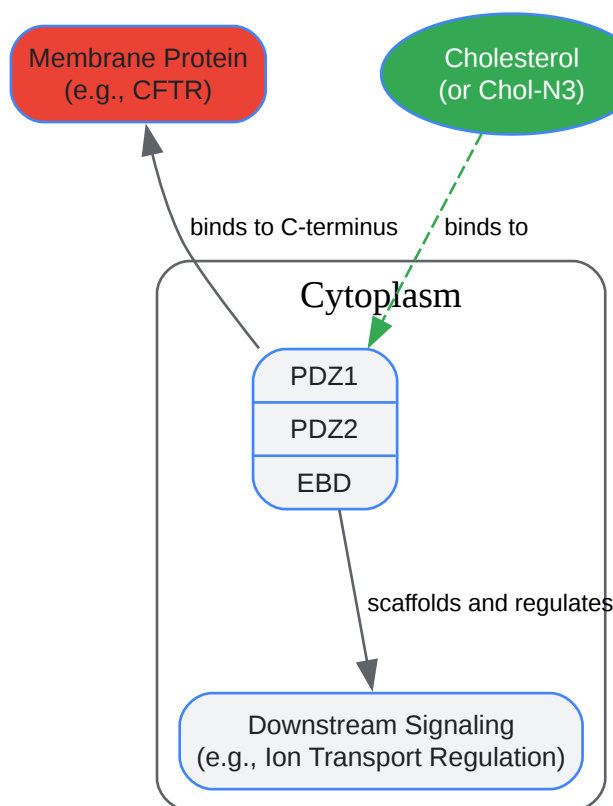 Membrane Protein
(e.g., CFTR)
Cholesterol
(or Chol-N3)
binds to C-terminus
binds to
Cytoplasm
PDZ1
PDZ2
EBD
scaffolds and regulates
Downstream Signaling
(e.g., Ion Transport Regulation)